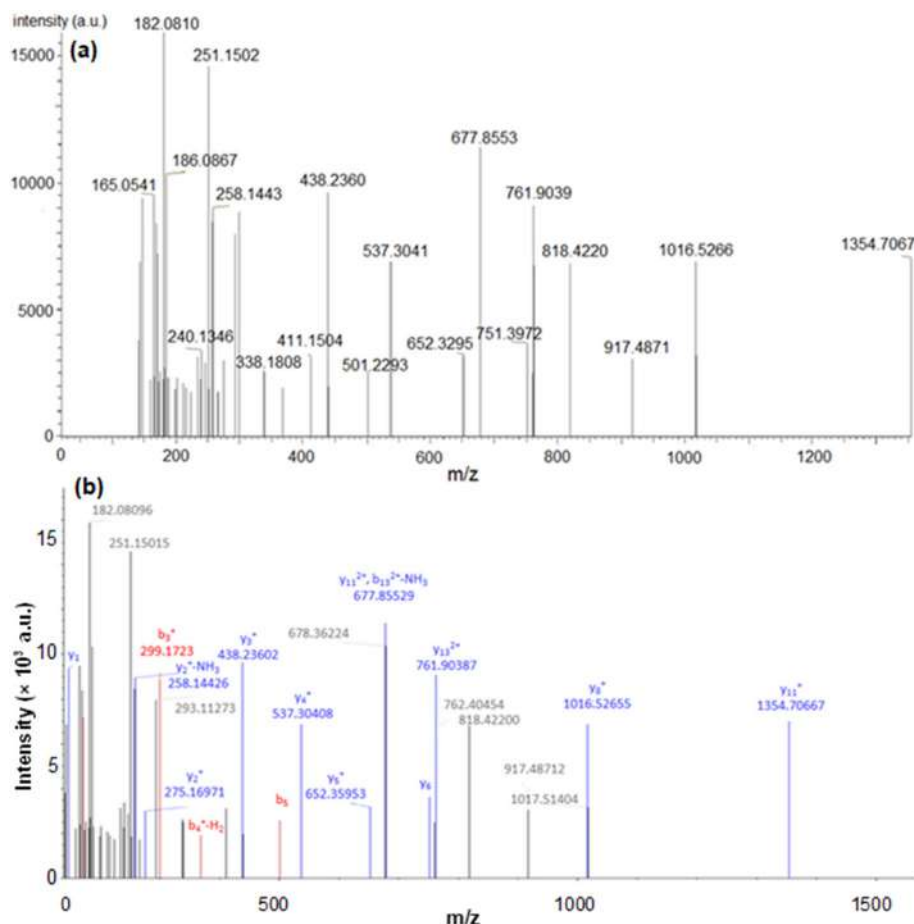 intensity (a.u.)
(a)
182.0810
251.1502
15000
186.0867
165.0541
258.1443
677.8553
438.2360
761.9039
10000
537.3041
818.4220
1016.5266
1354.7067
5000
240.1346
338.1808
411.1504
501.2293
652.3295
751.3972
917.4871
0
0 200 400 600 800 1000 1200
m/z
(b)
182.08096
15
251.15015
y₁₁²⁺, b₁₃²⁺-NH₃
677.85529
b₃⁺
299.1723
y₁
y₂⁺-NH₃
258.14426
y₃⁺
438.23602
678.36224
y₁₃²⁺
761.90387
10
293.11273
y₄⁺
537.30408
762.40454
818.42200
y₈⁺
1016.52655
y₁₁⁺
1354.70667
Intensity (× 10³ a.u.)
5
y₂⁺
275.16971
b₄⁺-H₂
b₅
y₅⁺
652.35953
y₆
917.48712
1017.51404
0
0 500 1000 1500
m/z